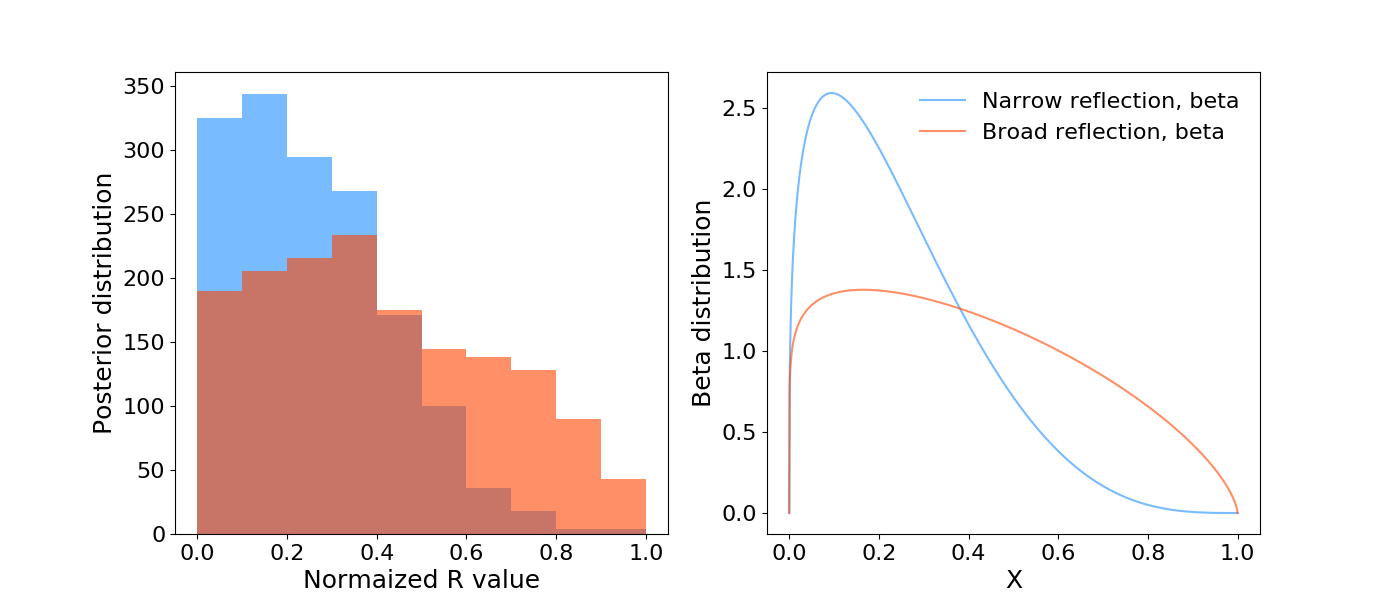 350
300
250
200
150
100
50
0
Posterior distribution
0.0 0.2 0.4 0.6 0.8 1.0
Normaized R value
2.5
2.0
1.5
1.0
0.5
0.0
Beta distribution
Narrow reflection, beta
Broad reflection, beta
0.0 0.2 0.4 0.6 0.8 1.0
X